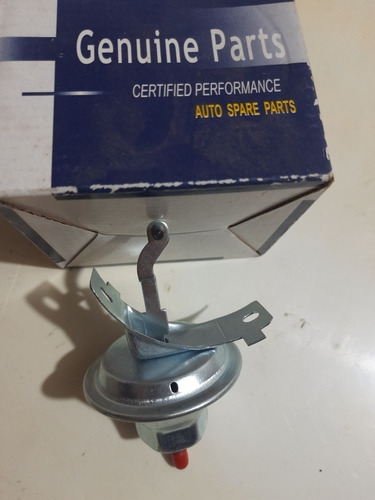 Genuine Parts
CERTIFIED PERFORMANCE
AUTO SPARE PARTS